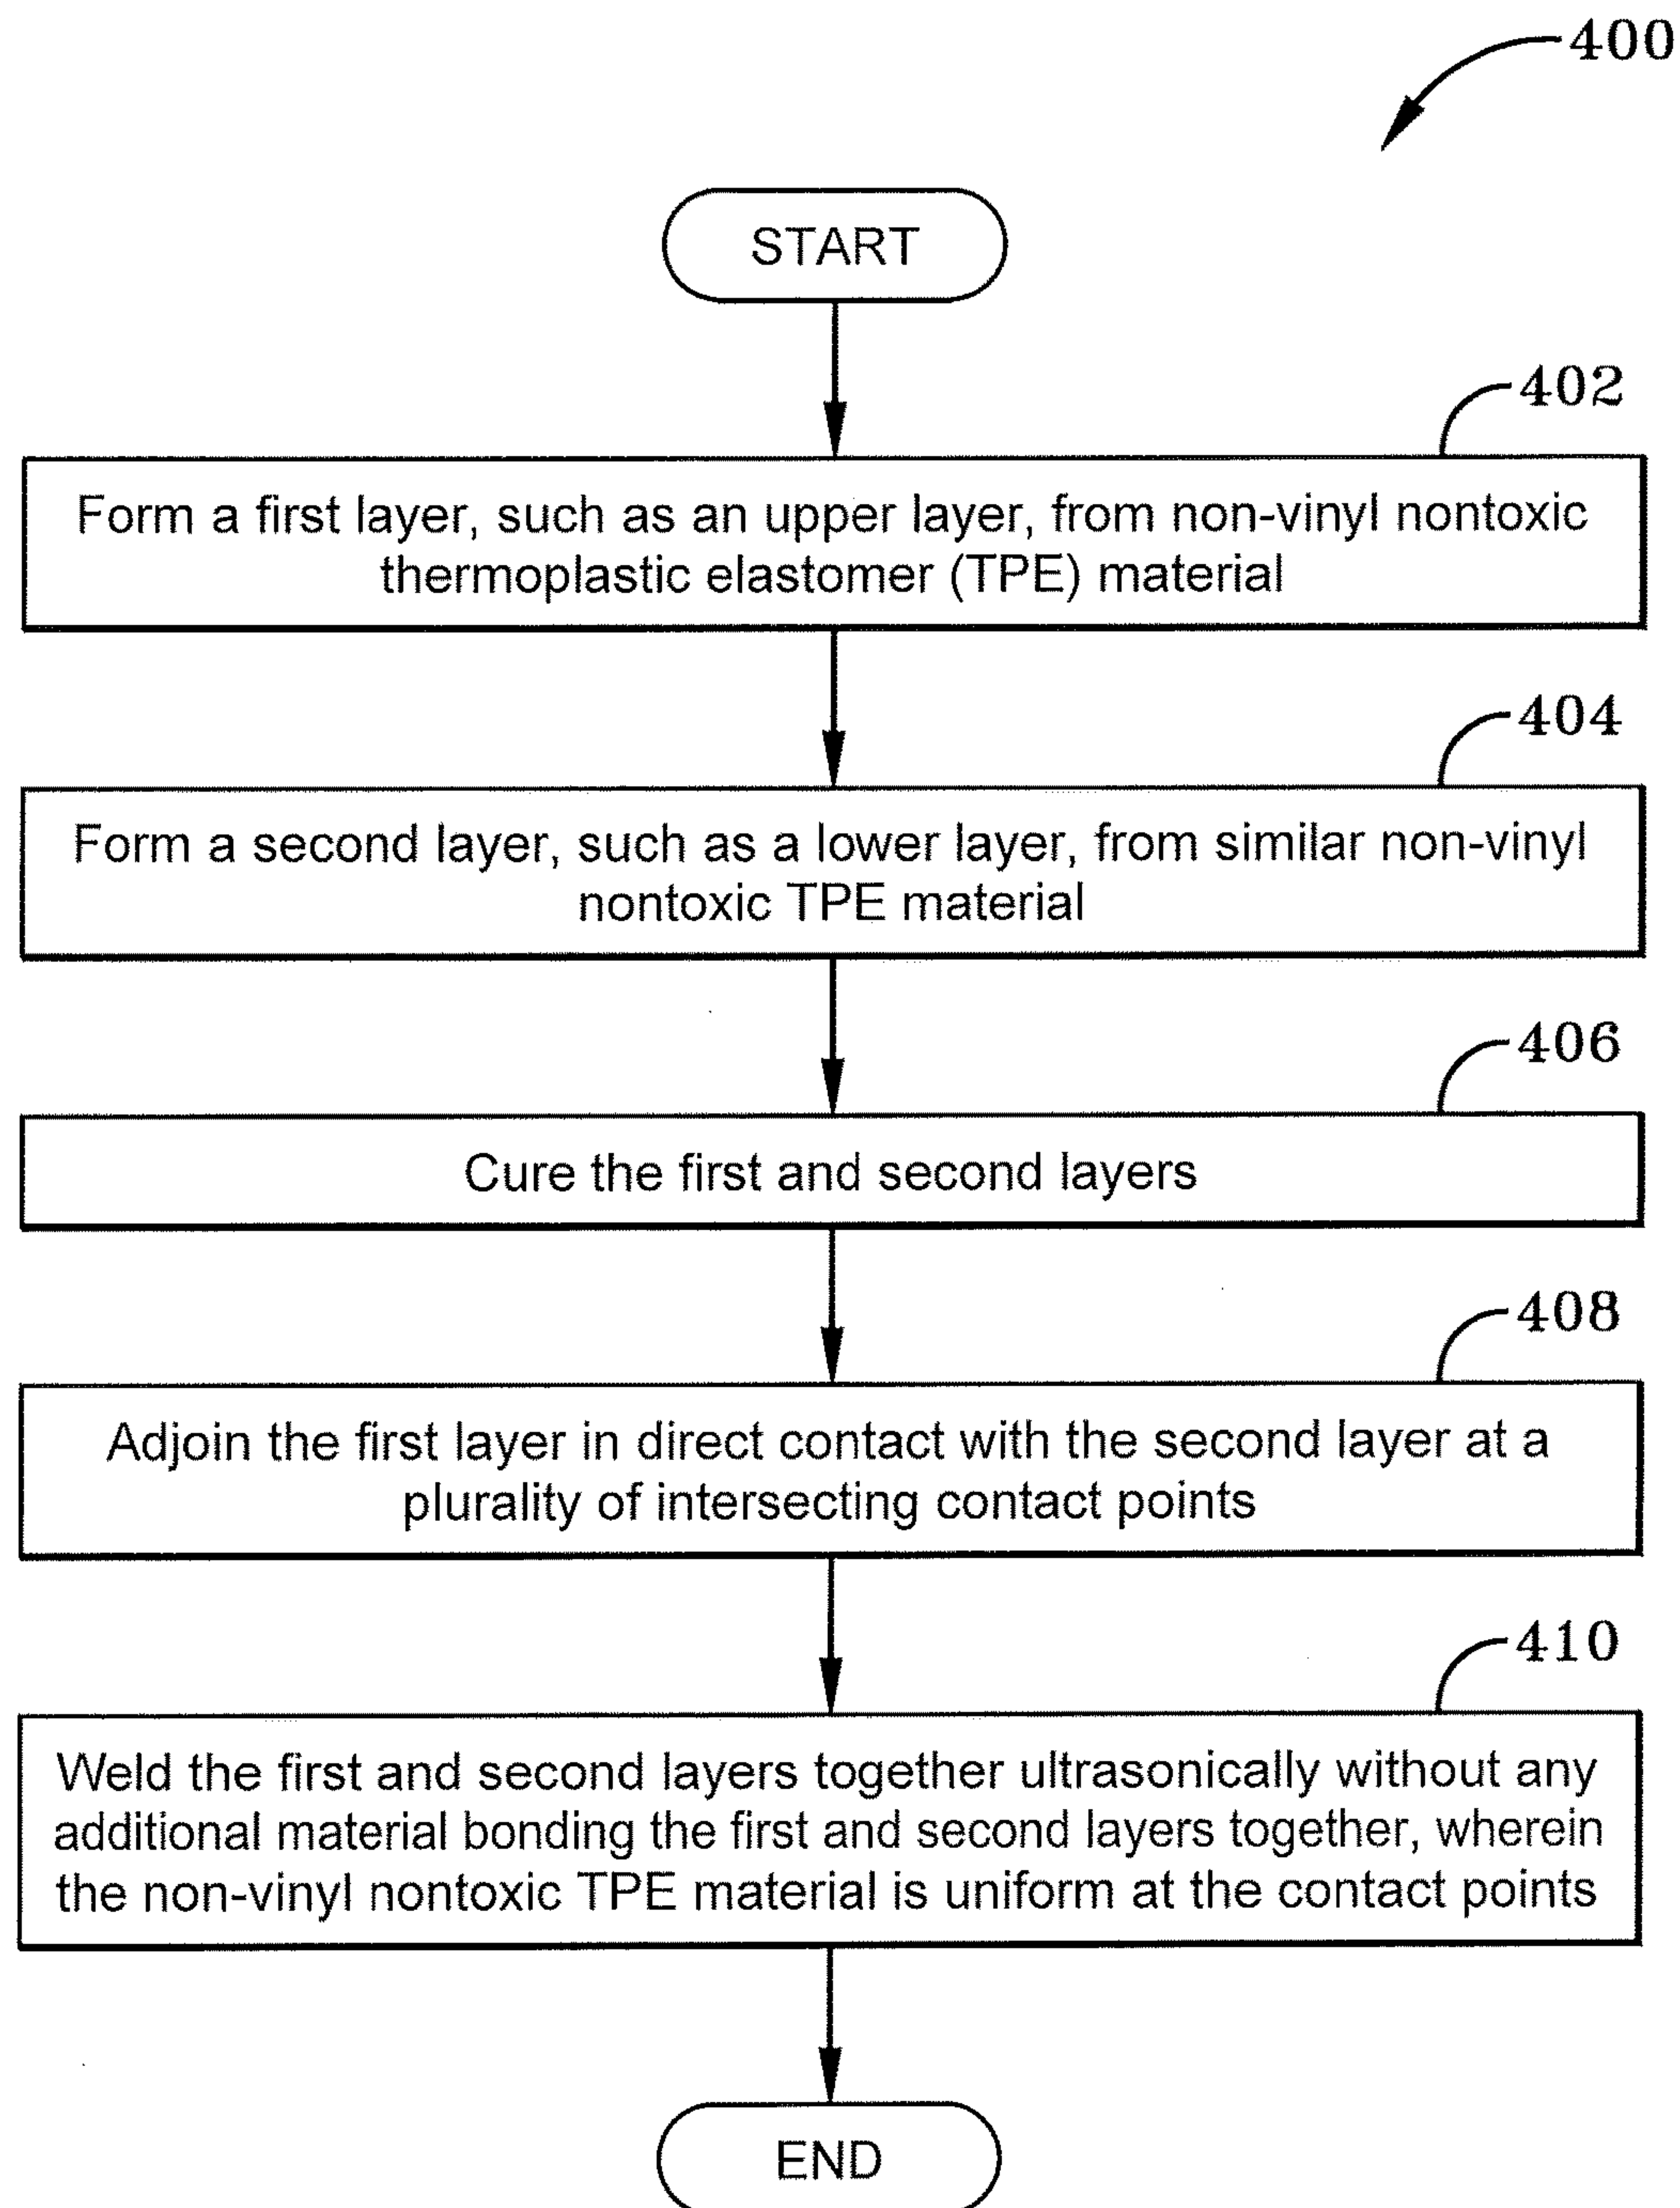 400
START
402
Form a first layer, such as an upper layer, from non-vinyl nontoxic
thermoplastic elastomer (TPE) material
404
Form a second layer, such as a lower layer, from similar non-vinyl
nontoxic TPE material
406
Cure the first and second layers
408
Adjoin the first layer in direct contact with the second layer at a
plurality of intersecting contact points
410
Weld the first and second layers together ultrasonically without any
additional material bonding the first and second layers together, wherein
the non-vinyl nontoxic TPE material is uniform at the contact points
END